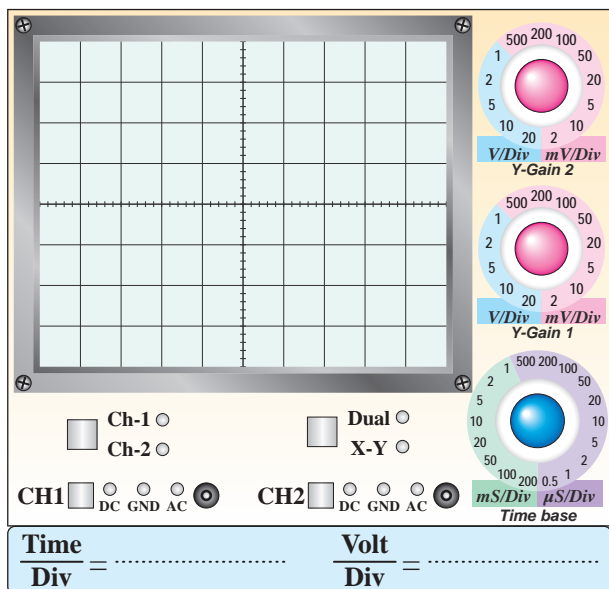 500 200 100
1 50
2 20
5 10
10 2
20
V/Div mV/Div
Y-Gain 2
500 200 100
1 50
2 20
5 10
10 2
20
V/Div mV/Div
Y-Gain 1
1 500 200 100
2 50
5 20
10 10
20 5
50 2
100 200 0.5 1
mS/Div µS/Div
Time base
Ch-1 Dual
Ch-2 X-Y
CH1 DC GND AC CH2 DC GND AC
Time Volt
Div = .................... Div = ....................